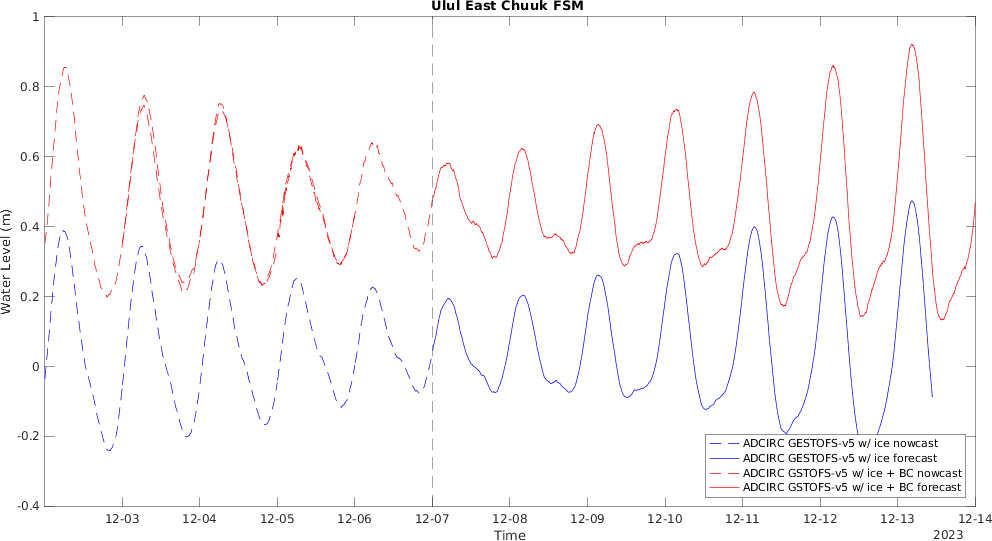 Ulul East Chuuk FSM
1
0.8
0.6
0.4
0.2
0
-0.2
-0.4
Water Level (m)
ADCIRC GESTOFS-v5 w/ ice nowcast
ADCIRC GESTOFS-v5 w/ ice forecast
ADCIRC GSTOFS-v5 w/ ice + BC nowcast
ADCIRC GSTOFS-v5 w/ ice + BC forecast
12-03 12-04 12-05 12-06 12-07 12-08 12-09 12-10 12-11 12-12 12-13 12-14
Time
2023